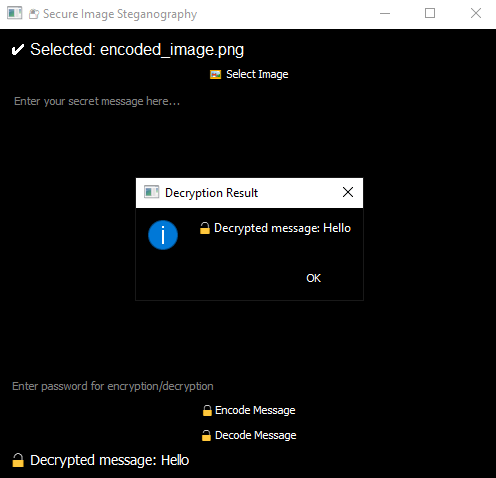 Secure Image Steganography
✔ Selected: encoded_image.png
Select Image
Enter your secret message here...
Decryption Result
Decrypted message: Hello
OK
Enter password for encryption/decryption
Encode Message
Decode Message
Decrypted message: Hello